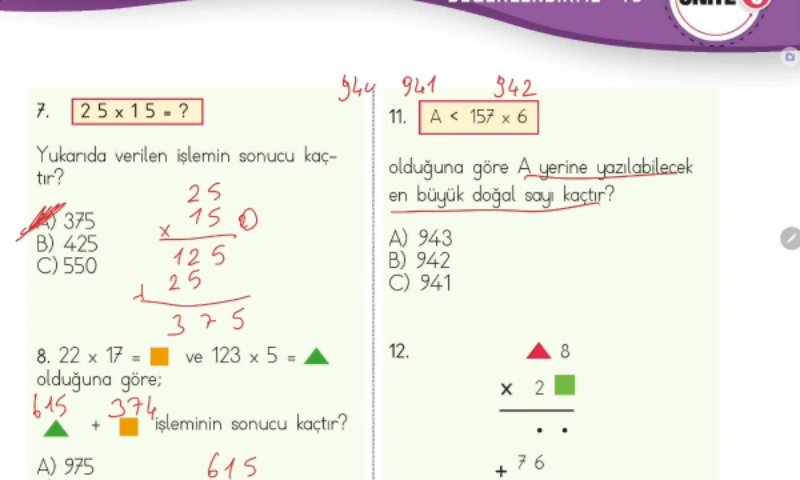 944 941 942
7. 25 x 15 = ?
Yukarıda verilen işlemin sonucu kaç-
tır?
A) 375
B) 425
C) 550
25
x 15
125
25
+
375
8. 22 x 17 = ve 123 x 5 =
olduğuna göre;
615 374
+ işleminin sonucu kaçtır?
A) 975
615
11. A < 157 x 6
olduğuna göre A yerine yazılabilecek
en büyük doğal sayı kaçtır?
A) 943
B) 942
C) 941
12. 8
x 2
. .
+ 76